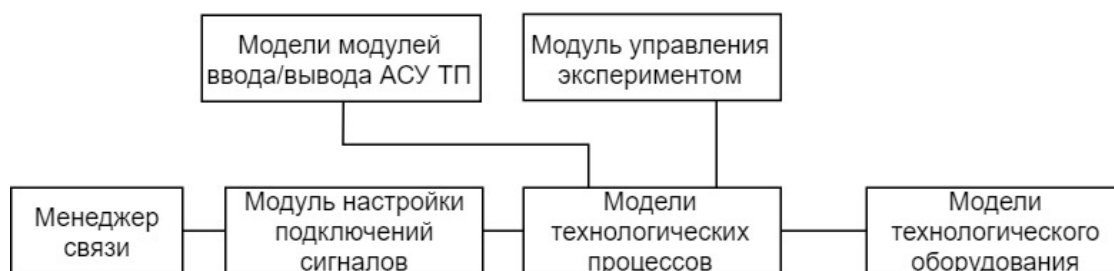 Модели модулей
ввода/вывода АСУ ТП
Модуль управления
экспериментом
Менеджер
связи
Модуль настройки
подключений
сигналов
Модели
технологических
процессов
Модели
технологического
оборудования